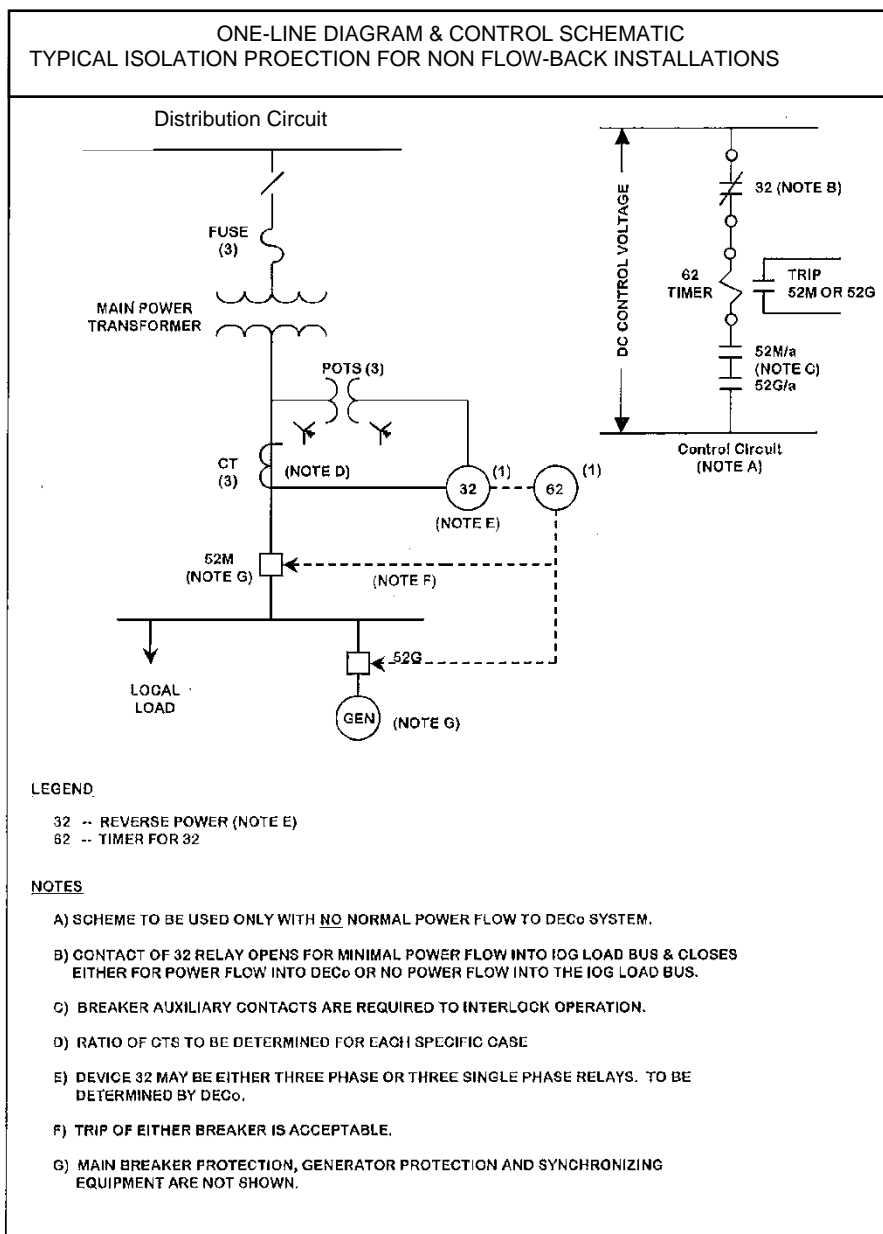 ONE-LINE DIAGRAM & CONTROL SCHEMATIC
TYPICAL ISOLATION PROECTION FOR NON FLOW-BACK INSTALLATIONS
Distribution Circuit
FUSE
(3)
MAIN POWER
TRANSFORMER
POTS (3)
CT
(3)
(NOTE D)
32
(1)
62
(1)
(NOTE E)
52M
(NOTE G)
(NOTE F)
52G
LOCAL
LOAD
GEN
(NOTE G)
DC CONTROL VOLTAGE
32 (NOTE B)
62
TIMER
TRIP
52M OR 52G
52M/a
(NOTE C)
52G/a
Control Circuit
(NOTE A)
LEGEND
32 -- REVERSE POWER (NOTE E)
62 -- TIMER FOR 32
NOTES
A) SCHEME TO BE USED ONLY WITH NO NORMAL POWER FLOW TO DECo SYSTEM.
B) CONTACT OF 32 RELAY OPENS FOR MINIMAL POWER FLOW INTO IOG LOAD BUS & CLOSES
EITHER FOR POWER FLOW INTO DECo OR NO POWER FLOW INTO THE IOG LOAD BUS.
C) BREAKER AUXILIARY CONTACTS ARE REQUIRED TO INTERLOCK OPERATION.
D) RATIO OF CTS TO BE DETERMINED FOR EACH SPECIFIC CASE
E) DEVICE 32 MAY BE EITHER THREE PHASE OR THREE SINGLE PHASE RELAYS. TO BE
DETERMINED BY DECo.
F) TRIP OF EITHER BREAKER IS ACCEPTABLE.
G) MAIN BREAKER PROTECTION, GENERATOR PROTECTION AND SYNCHRONIZING
EQUIPMENT ARE NOT SHOWN.